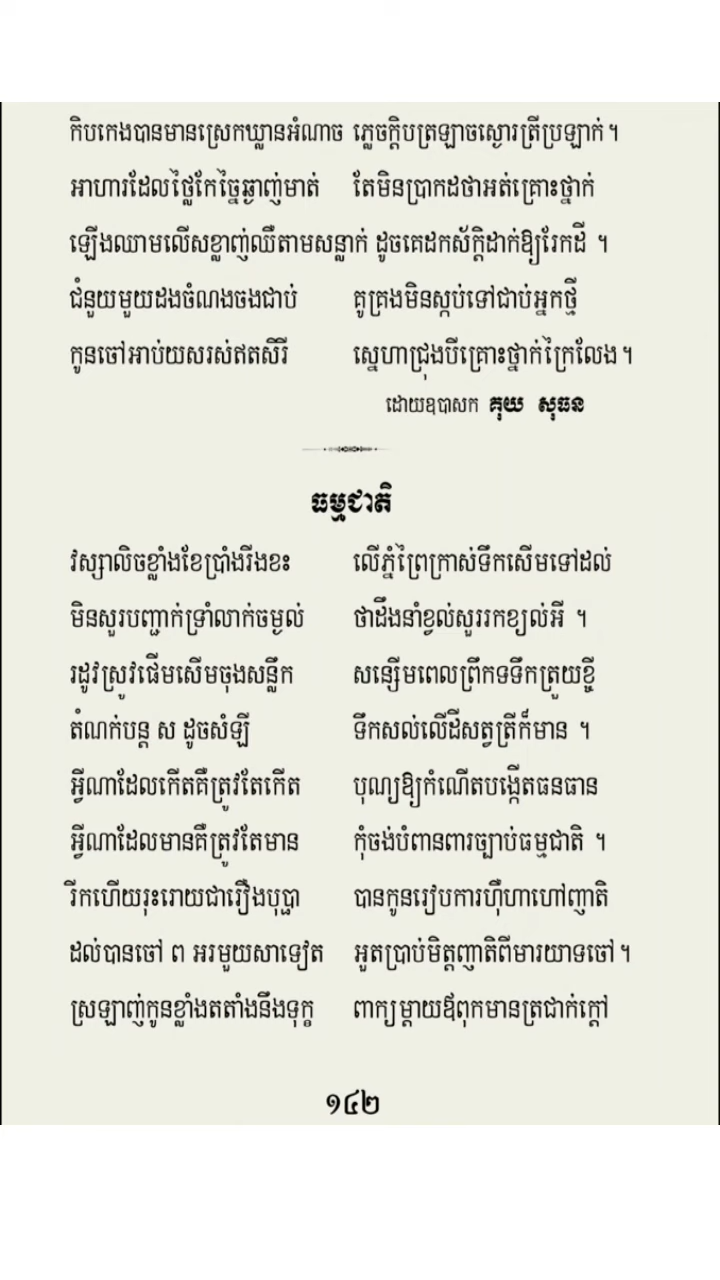 កិបកេងបានមានស្រេកឃ្លានអំណាច ភ្លេចក្ដិបត្រឡាចស្ងោរត្រីប្រឡាក់។
អាហារដែលថ្លៃកែច្នៃឆ្ងាញ់មាត់ តែមិនប្រាកដថាអត់គ្រោះថ្នាក់
ឡើងឈាមលើសខ្លាញ់ឈឺតាមសន្លាក់ ដូចគេដកស័ក្ដិដាក់ឱ្យរែកដី ។
ជំនួយមួយដងចំណងចងជាប់ គូគ្រងមិនស្កប់ទៅជាប់អ្នកថ្មី
កូនចៅអាប់យសរស់ឥតសិរី ស្នេហាជ្រុងបីគ្រោះថ្នាក់ក្រៃលែង។
ដោយឧបាសក គុយ សុធន
ធម្មជាតិ
វស្សាលិចខ្លាំងខែប្រាំងរីងខះ លើភ្នំព្រៃក្រាស់ទឹកសើមទៅដល់
មិនសួរបញ្ជាក់ទ្រាំលាក់ចម្ងល់ ថាដឹងនាំខ្វល់សួររកខ្យល់អី ។
រដូវស្រូវផើមសើមចុងសន្លឹក សន្សើមពេលព្រឹកទទឹកត្រួយខ្ចី
តំណក់បន្ត ស ដូចសំឡី ទឹកសល់លើដីសត្វត្រីក៏មាន ។
អ្វីណាដែលកើតគឺត្រូវតែកើត បុណ្យឱ្យកំណើតបង្កើតធនធាន
អ្វីណាដែលមានគឺត្រូវតែមាន កុំចង់បំពានពារច្បាប់ធម្មជាតិ ។
រីកហើយរុះរោយជារឿងបុប្ផា បានកូនរៀបការហ៊ឺហាហៅញាតិ
ដល់បានចៅ ព អរមួយសាទៀត អួតប្រាប់មិត្តញាតិពីមារយាទចៅ។
ស្រឡាញ់កូនខ្លាំងតតាំងនឹងទុក្ខ ពាក្យម្ដាយឪពុកមានត្រជាក់ក្ដៅ
១៤២